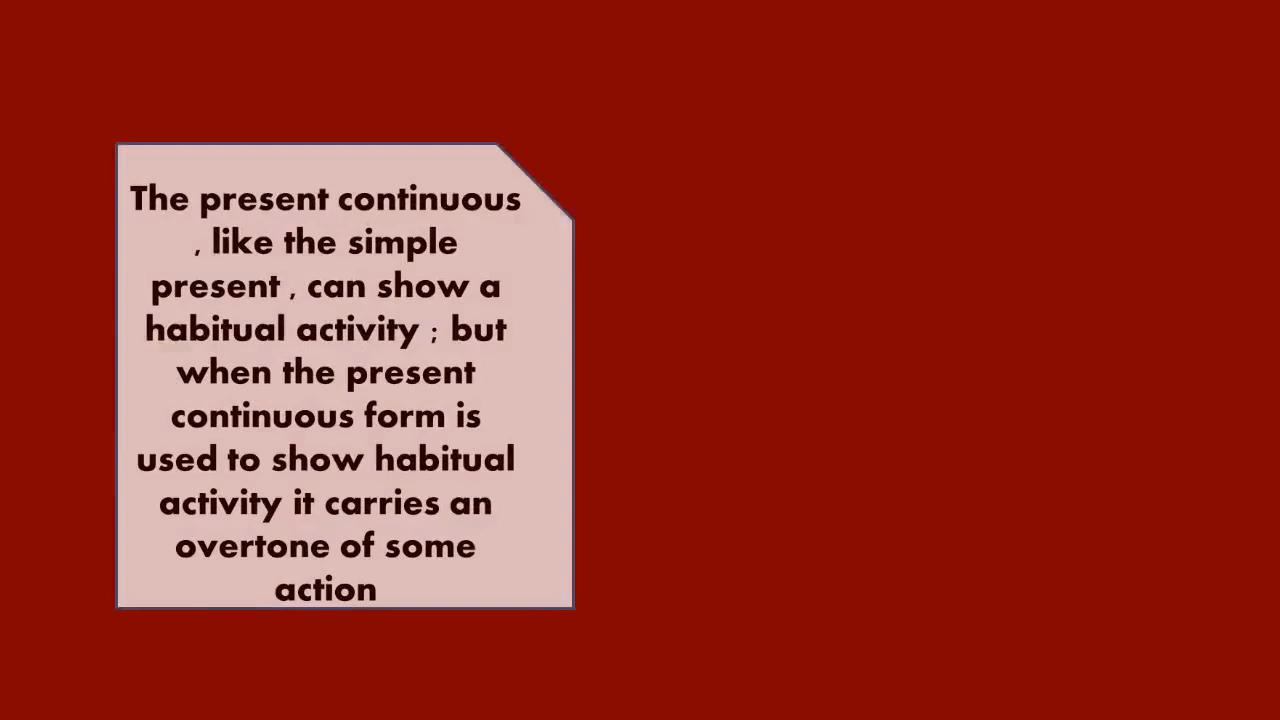 The present continuous
, like the simple
present , can show a
habitual activity ; but
when the present
continuous form is
used to show habitual
activity it carries an
overtone of some
action